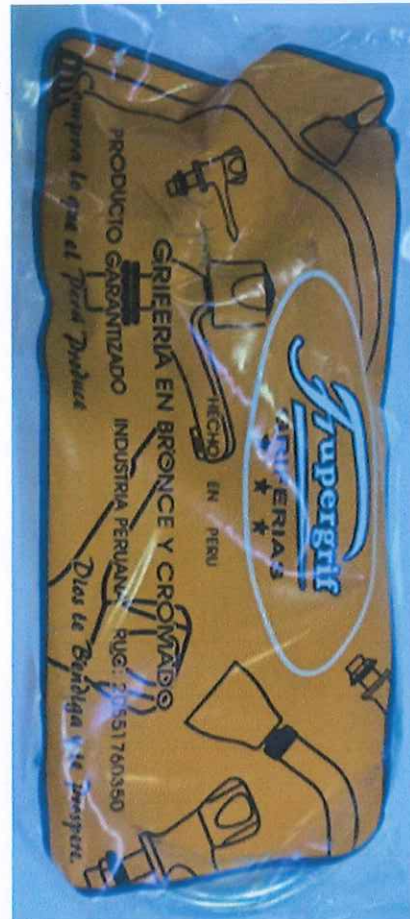 Frupergrif
GRIFERIAS
HECHO EN PERU
GRIFERIA EN BRONCE Y CROMADO
PRODUCTO GARANTIZADO INDUSTRIA PERUANA RUC: 20551760350
Compra lo que el Perú Produce Dios te Bendiga y te Prospere.